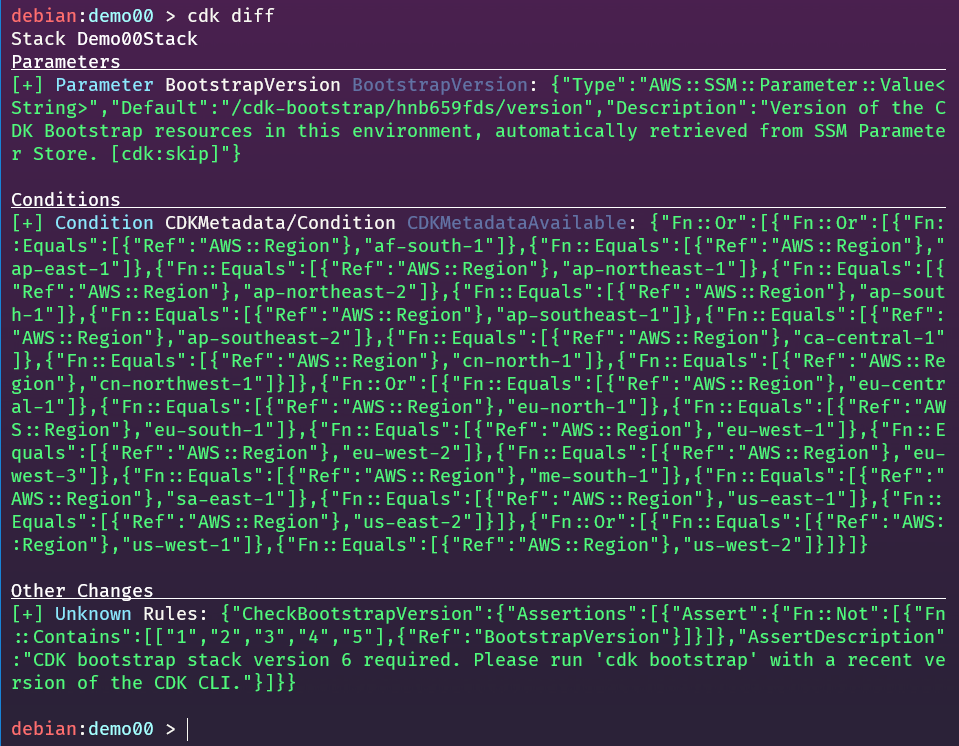 debian:demo00 > cdk diff
Stack Demo00Stack
Parameters
[+] Parameter BootstrapVersion BootstrapVersion: {"Type":"AWS::SSM::Parameter::Value<
String>","Default":"/cdk-bootstrap/hnb659fds/version","Description":"Version of the C
DK Bootstrap resources in this environment, automatically retrieved from SSM Paramete
r Store. [cdk:skip]"}
Conditions
[+] Condition CDKMetadata/Condition CDKMetadataAvailable: {"Fn::Or":[{"Fn::Or":[{"Fn:
:Equals":[{"Ref":"AWS::Region"},"af-south-1"]},{"Fn::Equals":[{"Ref":"AWS::Region"},"
ap-east-1"]},{"Fn::Equals":[{"Ref":"AWS::Region"},"ap-northeast-1"]},{"Fn::Equals":[{
"Ref":"AWS::Region"},"ap-northeast-2"]},{"Fn::Equals":[{"Ref":"AWS::Region"},"ap-sout
h-1"]},{"Fn::Equals":[{"Ref":"AWS::Region"},"ap-southeast-1"]},{"Fn::Equals":[{"Ref":
"AWS::Region"},"ap-southeast-2"]},{"Fn::Equals":[{"Ref":"AWS::Region"},"ca-central-1"
]},{"Fn::Equals":[{"Ref":"AWS::Region"},"cn-north-1"]},{"Fn::Equals":[{"Ref":"AWS::Re
gion"},"cn-northwest-1"]}]},{"Fn::Or":[{"Fn::Equals":[{"Ref":"AWS::Region"},"eu-centr
al-1"]},{"Fn::Equals":[{"Ref":"AWS::Region"},"eu-north-1"]},{"Fn::Equals":[{"Ref":"AW
S::Region"},"eu-south-1"]},{"Fn::Equals":[{"Ref":"AWS::Region"},"eu-west-1"]},{"Fn::E
quals":[{"Ref":"AWS::Region"},"eu-west-2"]},{"Fn::Equals":[{"Ref":"AWS::Region"},"eu-
west-3"]},{"Fn::Equals":[{"Ref":"AWS::Region"},"me-south-1"]},{"Fn::Equals":[{"Ref":"
AWS::Region"},"sa-east-1"]},{"Fn::Equals":[{"Ref":"AWS::Region"},"us-east-1"]},{"Fn::
Equals":[{"Ref":"AWS::Region"},"us-east-2"]}]},{"Fn::Or":[{"Fn::Equals":[{"Ref":"AWS:
:Region"},"us-west-1"]},{"Fn::Equals":[{"Ref":"AWS::Region"},"us-west-2"]}]}]}
Other Changes
[+] Unknown Rules: {"CheckBootstrapVersion":{"Assertions":[{"Assert":{"Fn::Not":[{"Fn
::Contains":[["1","2","3","4","5"],{"Ref":"BootstrapVersion"}]}]},"AssertDescription"
:"CDK bootstrap stack version 6 required. Please run 'cdk bootstrap' with a recent ve
rsion of the CDK CLI."}]}}
debian:demo00 >